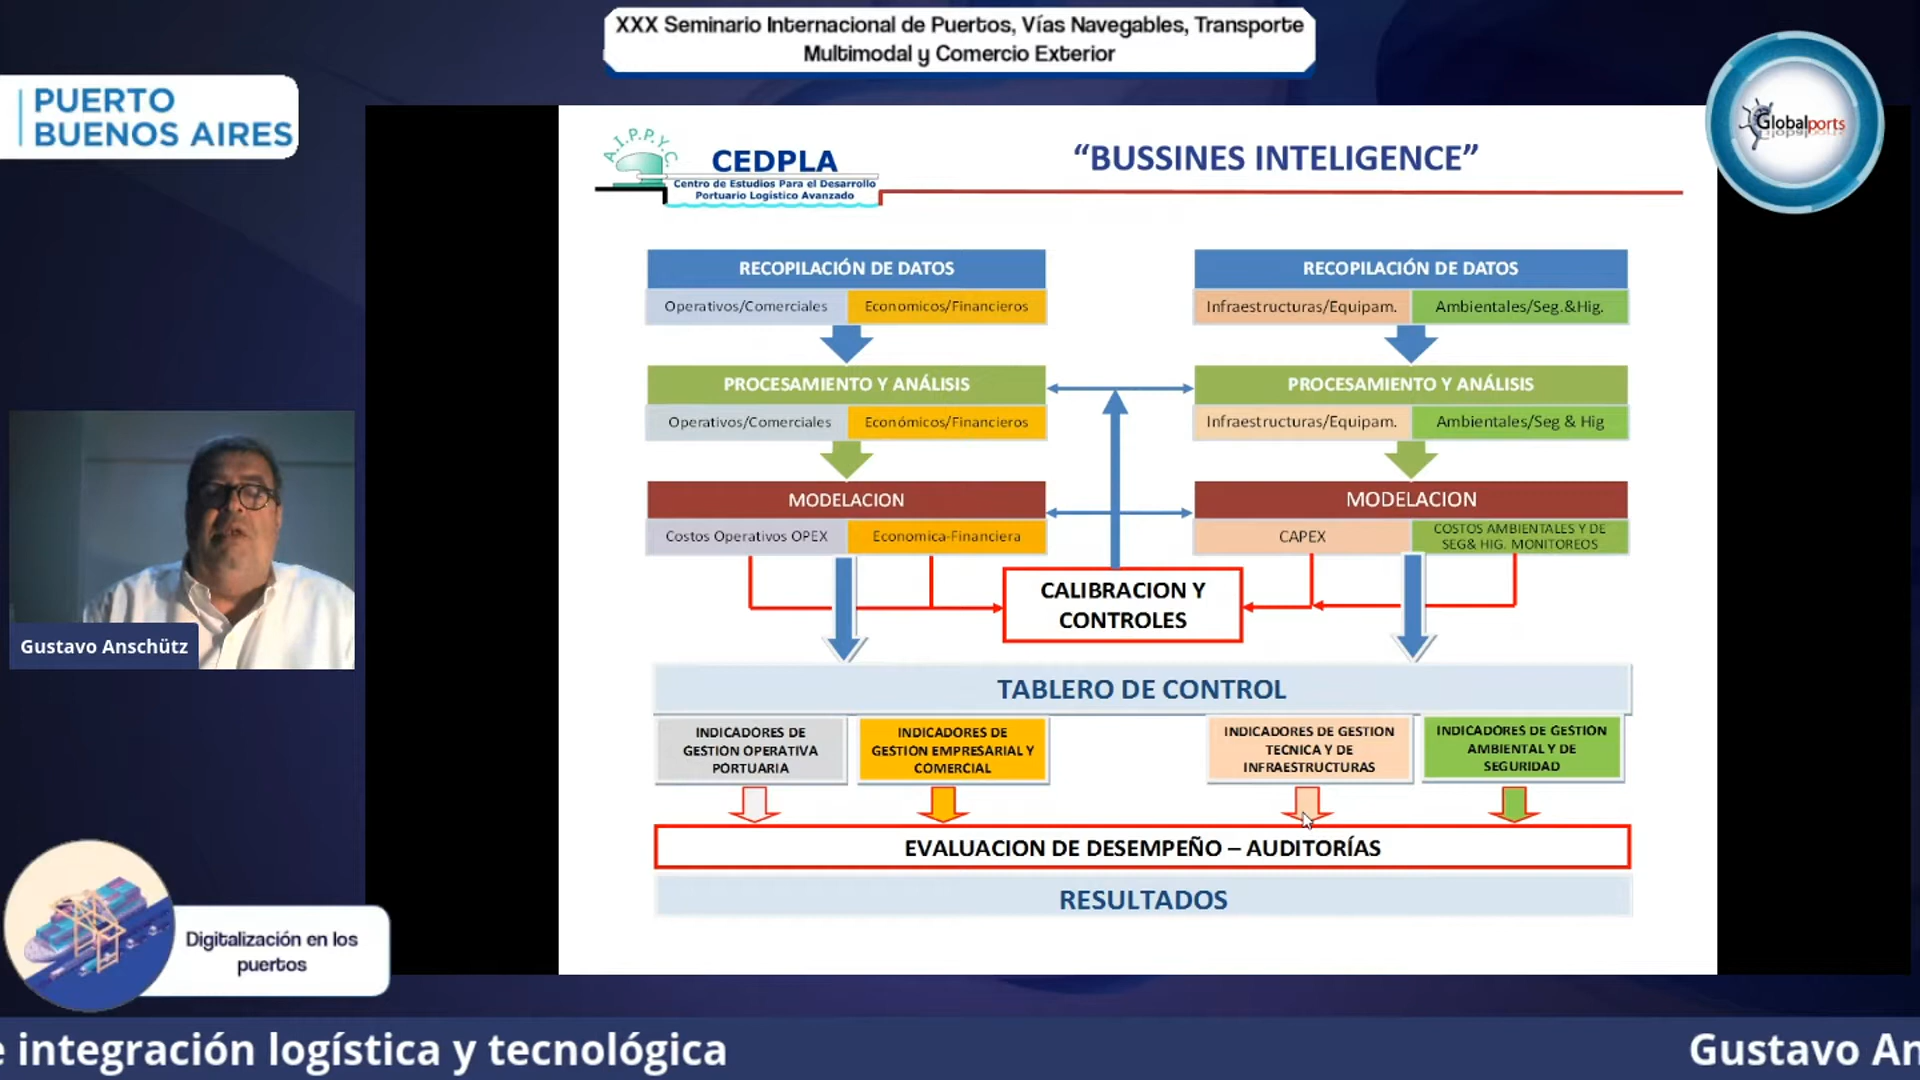 XXX Seminario Internacional de Puertos, Vías Navegables, Transporte
Multimodal y Comercio Exterior
PUERTO
BUENOS AIRES
Globalports
A.I.P.P.Y.C.
CEDPLA
Centro de Estudios Para el Desarrollo
Portuario Logístico Avanzado
“BUSSINES INTELIGENCE”
RECOPILACIÓN DE DATOS
Operativos/Comerciales
Economicos/Financieros
RECOPILACIÓN DE DATOS
Infraestructuras/Equipam.
Ambientales/Seg.&Hig.
PROCESAMIENTO Y ANÁLISIS
Operativos/Comerciales
Económicos/Financieros
PROCESAMIENTO Y ANÁLISIS
Infraestructuras/Equipam.
Ambientales/Seg & Hig
MODELACION
Costos Operativos OPEX
Economica-Financiera
MODELACION
CAPEX
COSTOS AMBIENTALES Y DE
SEG& HIG. MONITOREOS
CALIBRACION Y
CONTROLES
TABLERO DE CONTROL
INDICADORES DE
GESTION OPERATIVA
PORTUARIA
INDICADORES DE
GESTION EMPRESARIAL Y
COMERCIAL
INDICADORES DE GESTION
TECNICA Y DE
INFRAESTRUCTURAS
INDICADORES DE GESTIÓN
AMBIENTAL Y DE
SEGURIDAD
EVALUACION DE DESEMPEÑO – AUDITORÍAS
RESULTADOS
Gustavo Anschütz
Digitalización en los
puertos
e integración logística y tecnológica
Gustavo An